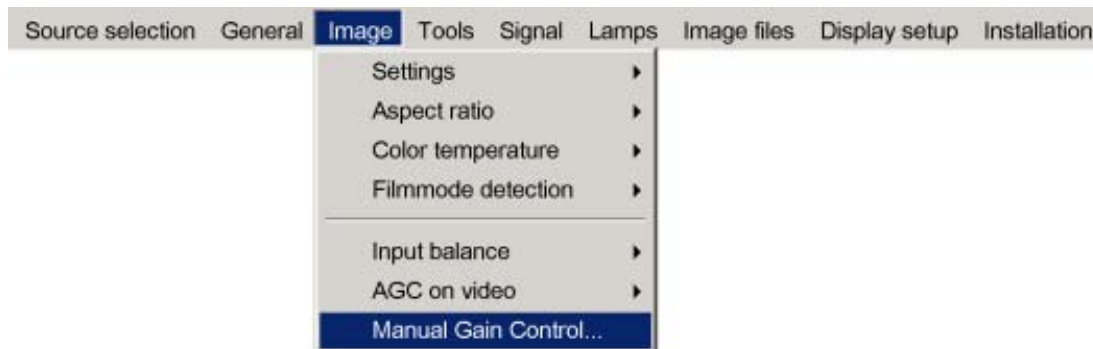 Source selection General Image Tools Signal Lamps Image files Display setup Installation
Settings
Aspect ratio
Color temperature
Filmmode detection
Input balance
AGC on video
Manual Gain Control...